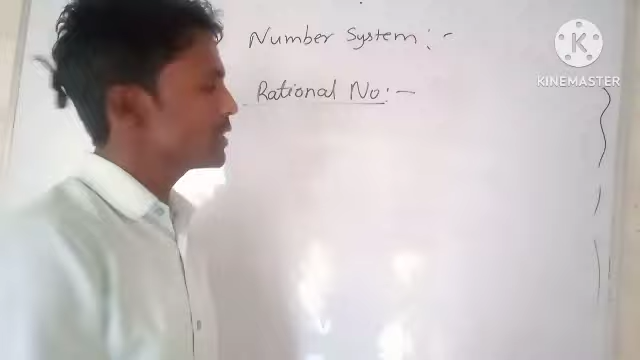 Number System :-
K
KINEMASTER
Rational No :-